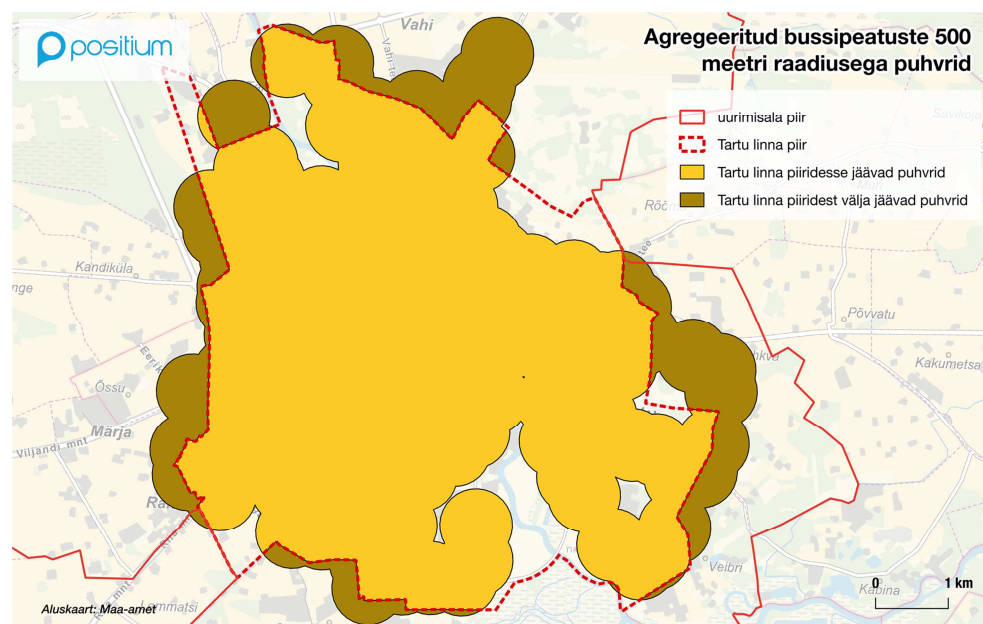 positium
Agregeeritud bussipeatuste 500
meetri raadiusega puhvrid
uurimisala piir
Tartu linna piir
Tartu linna piiridesse jäävad puhvrid
Tartu linna piiridest välja jäävad puhvrid
Vahi
Savikoja
Kandiküla
Põvvatu
Kakumetsa
Õssu
Märja
Viljandi mnt
Veibri
Kabina
0 1 km
Aluskaart: Maa-amet